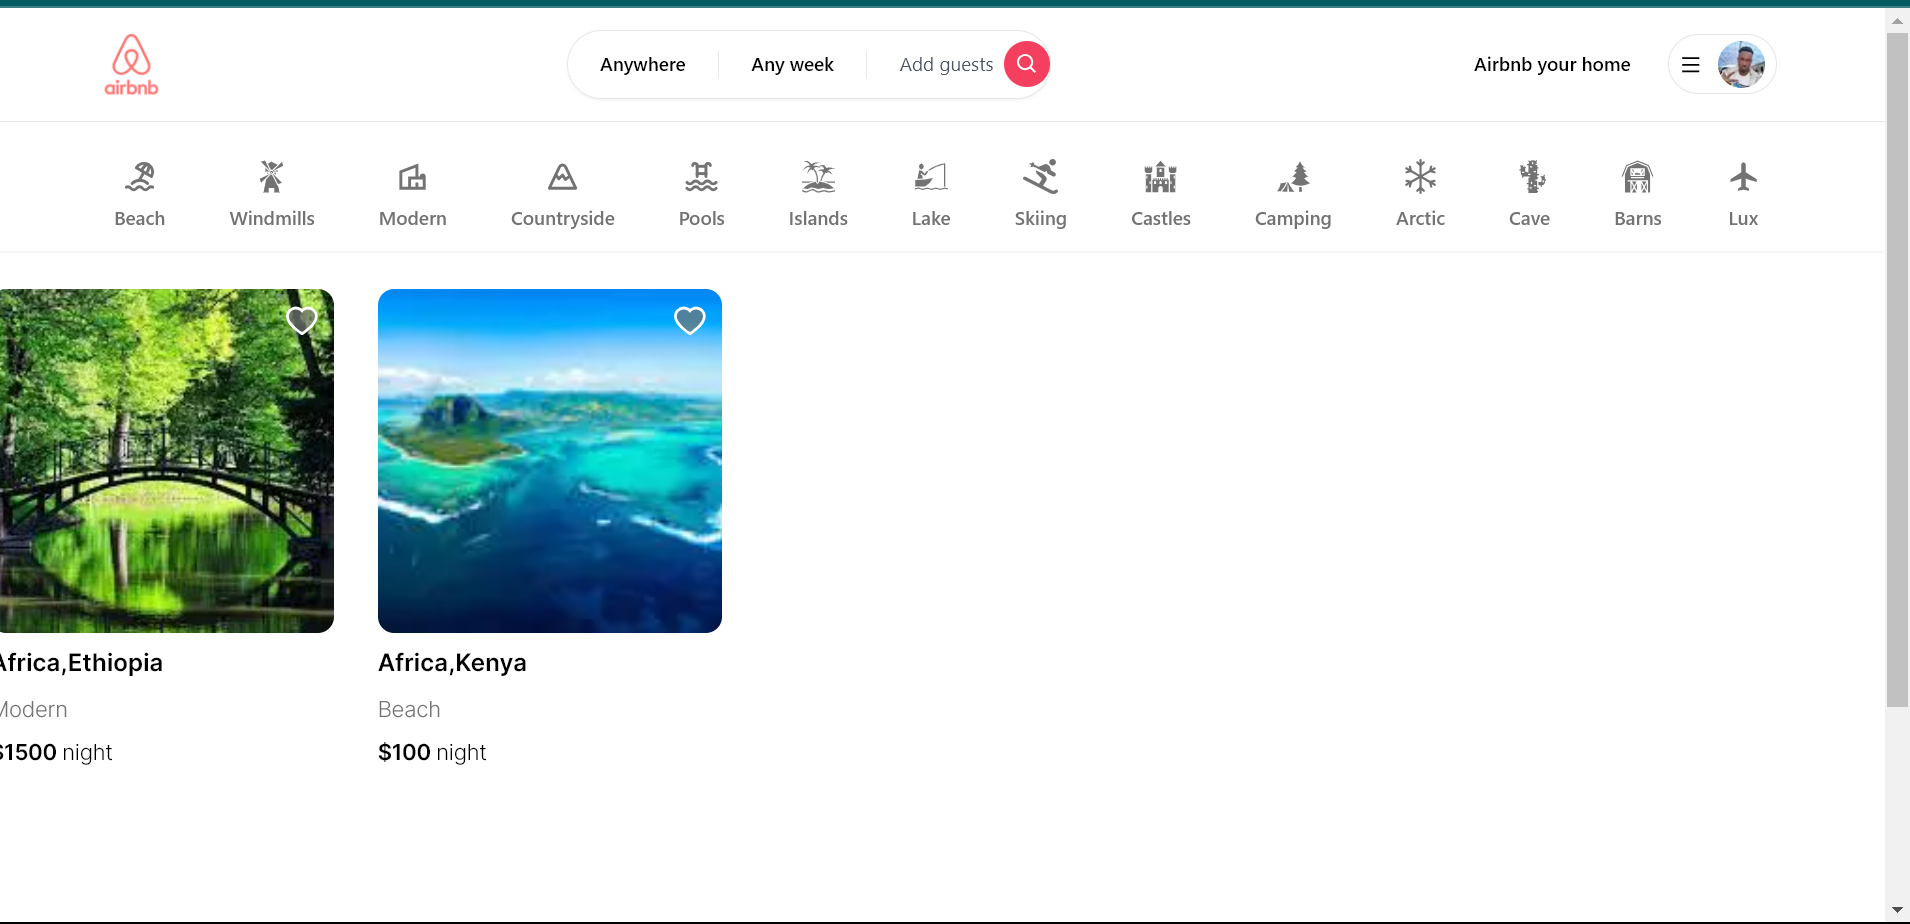 airbnb
Anywhere
Any week
Add guests
Airbnb your home
Beach
Windmills
Modern
Countryside
Pools
Islands
Lake
Skiing
Castles
Camping
Arctic
Cave
Barns
Lux
Africa,Ethiopia
Modern
$1500 night
Africa,Kenya
Beach
$100 night